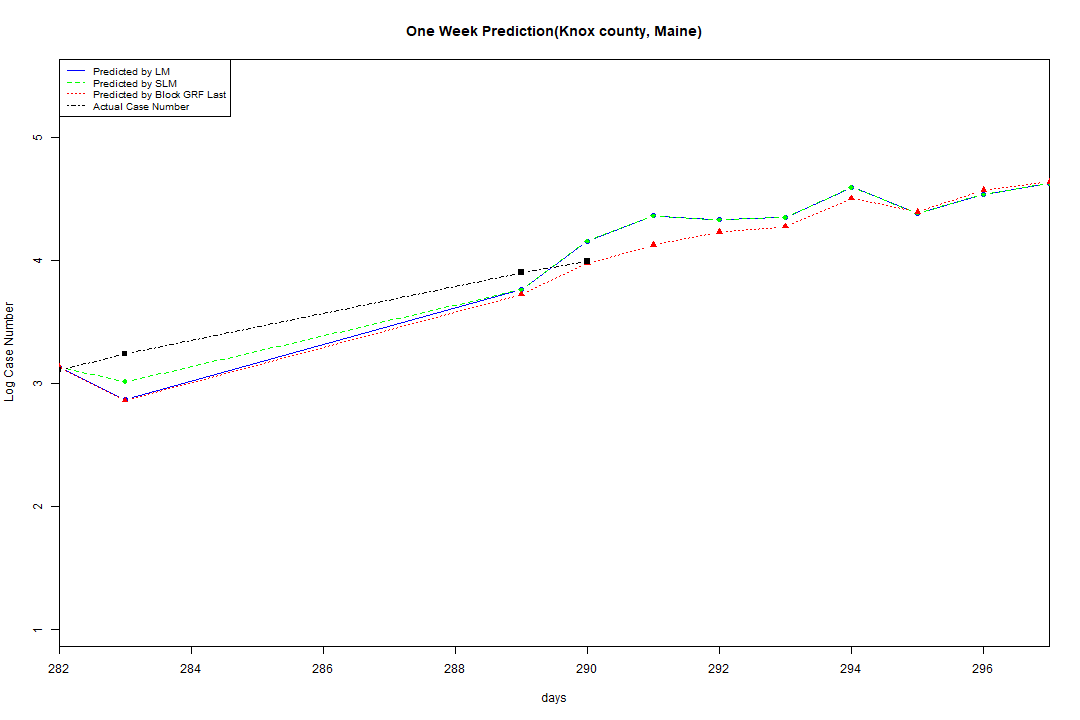 One Week Prediction(Knox county, Maine)
Predicted by LM
Predicted by SLM
Predicted by Block GRF Last
Actual Case Number
5
4
3
2
1
Log Case Number
282 284 286 288 290 292 294 296
days